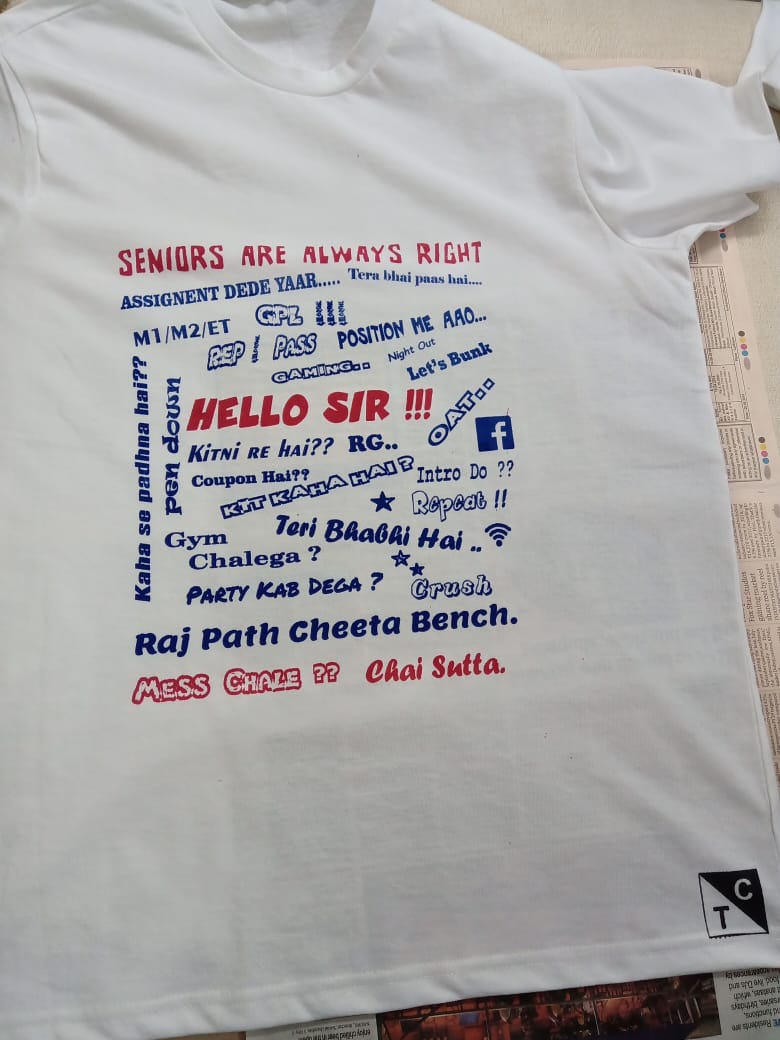 SENIORS ARE ALWAYS RIGHT
ASSIGNENT DEDE YAAR..... Tera bhai paas hai....
M1/M2/ET GPL !!!!
REP ! PASS POSITION ME AAO...
GAMING.. Night Out Let's Bunk
Kaha se padhna hai??
pen down
HELLO SIR !!! OAT..
Kitni re hai?? RG.. f
Coupon Hai?? KIT KAHA HAI ? Intro Do ??
Repeat !!
Gym Teri Bhabhi Hai ..
Chalega ?
PARTY KAB DEGA ? Crush
Raj Path Cheeta Bench.
MESS CHALE ?? Chai Sutta.
C
T